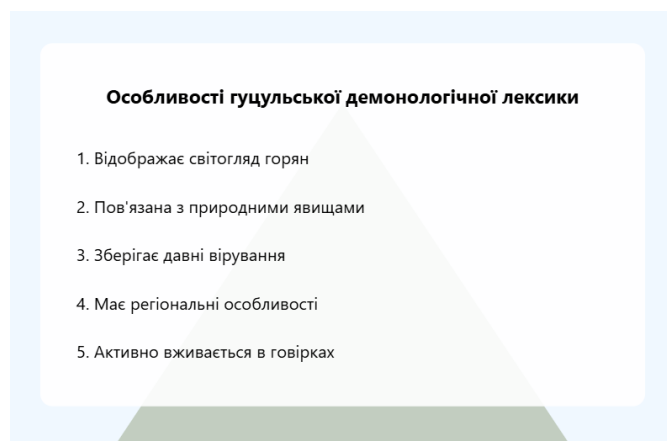 Особливості гуцульської демонологічної лексики
1. Відображає світогляд горян
2. Пов'язана з природними явищами
3. Зберігає давні вірування
4. Має регіональні особливості
5. Активно вживається в говірках